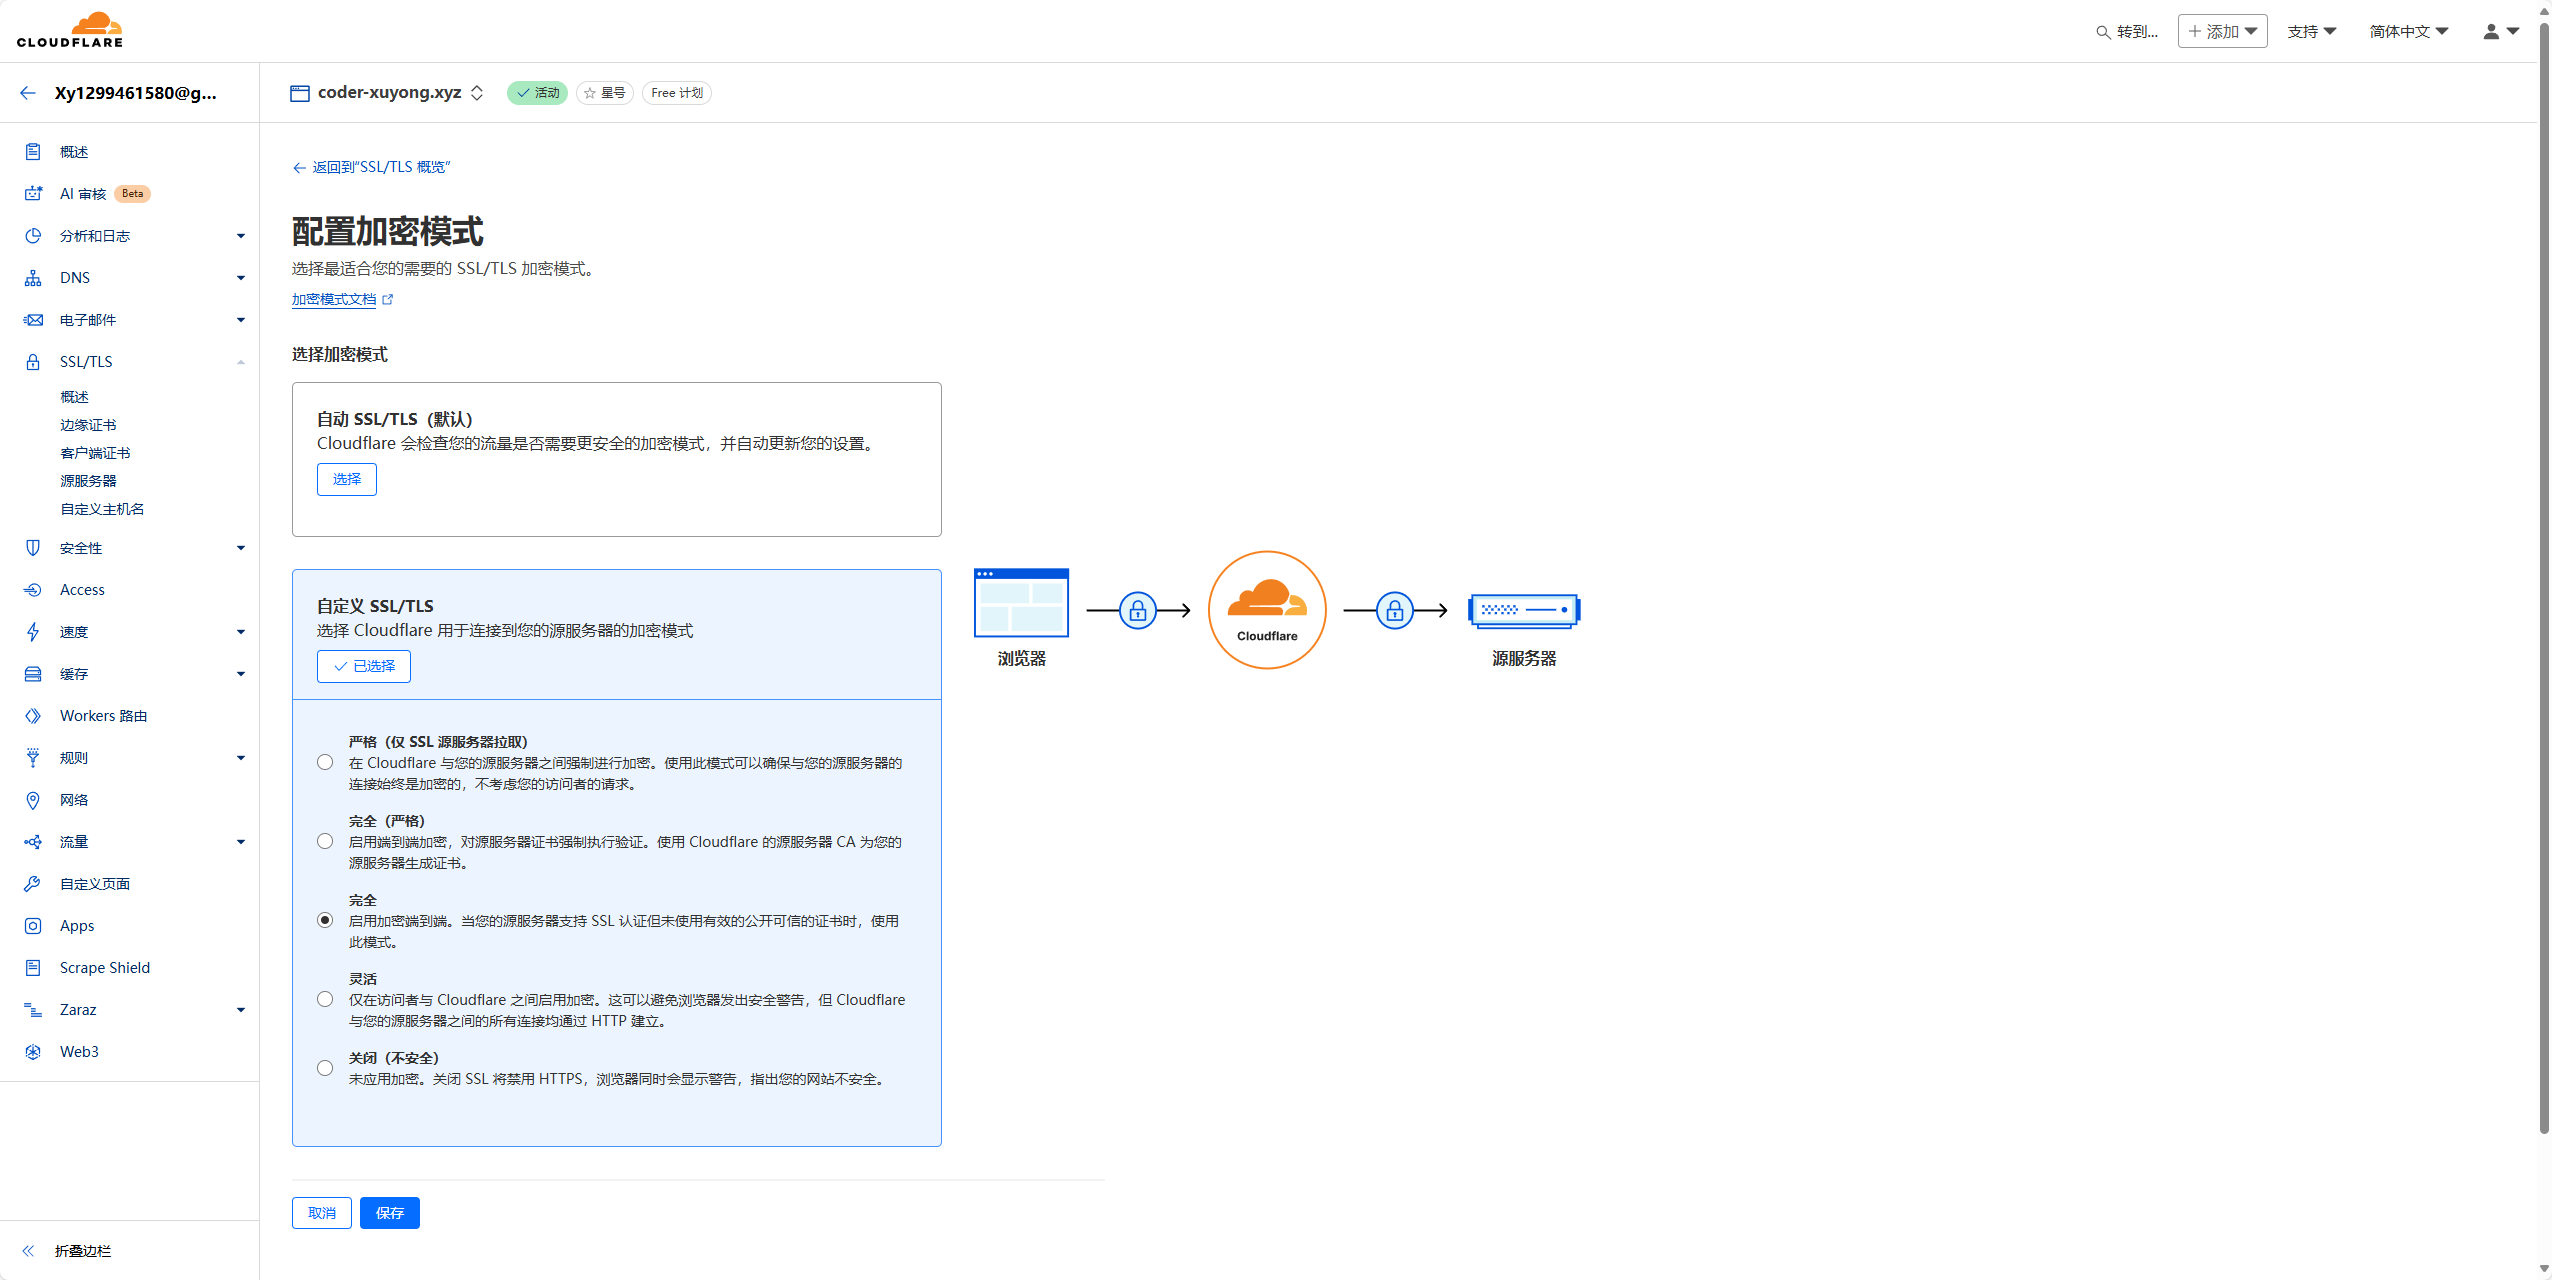 CLOUDFLARE
转到...
添加
支持
简体中文
Xy1299461580@g...
coder-xuyong.xyz
活动
星号
Free 计划
概述
AI 审核 Beta
分析和日志
DNS
电子邮件
SSL/TLS
概述
边缘证书
客户端证书
源服务器
自定义主机名
安全性
Access
速度
缓存
Workers 路由
规则
网络
流量
自定义页面
Apps
Scrape Shield
Zaraz
Web3
折叠边栏
返回到“SSL/TLS 概览”
配置加密模式
选择最适合您的需要的 SSL/TLS 加密模式。
加密模式文档
选择加密模式
自动 SSL/TLS（默认）
Cloudflare 会检查您的流量是否需要更安全的加密模式，并自动更新您的设置。
选择
自定义 SSL/TLS
选择 Cloudflare 用于连接到您的源服务器的加密模式
已选择
严格（仅 SSL 源服务器拉取）
在 Cloudflare 与您的源服务器之间强制进行加密。使用此模式可以确保与您的源服务器的
连接始终是加密的，不考虑您的访问者的请求。
完全（严格）
启用端到端加密，对源服务器证书强制执行验证。使用 Cloudflare 的源服务器 CA 为您的
源服务器生成证书。
完全
启用加密端到端。当您的源服务器支持 SSL 认证但未使用有效的公开可信的证书时，使用
此模式。
灵活
仅在访问者与 Cloudflare 之间启用加密。这可以避免浏览器发出安全警告，但 Cloudflare
与您的源服务器之间的所有连接均通过 HTTP 建立。
关闭（不安全）
未应用加密。关闭 SSL 将禁用 HTTPS，浏览器同时会显示警告，指出您的网站不安全。
浏览器
Cloudflare
源服务器
取消
保存